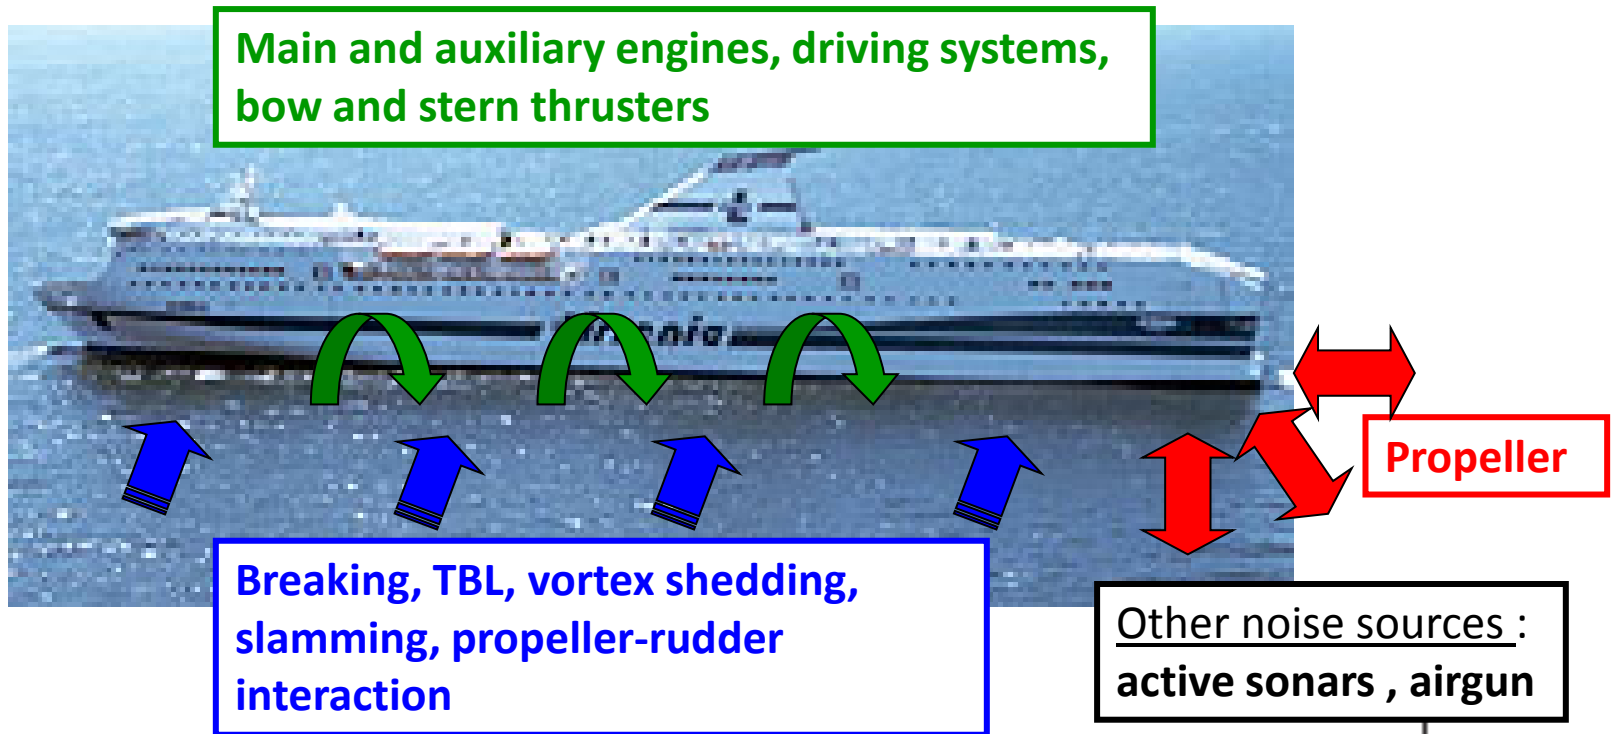 Main and auxiliary engines, driving systems,
bow and stern thrusters
Propeller
Breaking, TBL, vortex shedding,
slamming, propeller-rudder
interaction
Other noise sources :
active sonars , airgun